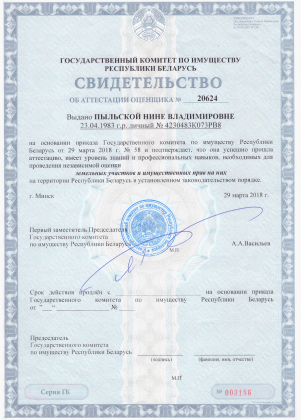 ГОСУДАРСТВЕННЫЙ КОМИТЕТ ПО ИМУЩЕСТВУ
РЕСПУБЛИКИ БЕЛАРУСЬ
СВИДЕТЕЛЬСТВО
ОБ АТТЕСТАЦИИ ОЦЕНЩИКА № 20624
Выдано ПЫЛЬСКОЙ НИНЕ ВЛАДИМИРОВНЕ
23.04.1983 г.р. личный № 4230483К073РВ8
на основании приказа Государственного комитета по имуществу Республики
Беларусь от 29 марта 2018 г. № 58 и подтверждает, что она успешно прошла
аттестацию, имеет уровень знаний и профессиональных навыков, необходимых для
проведения независимой оценки
земельных участков и имущественных прав на них
на территории Республики Беларусь в установленном законодательством порядке.
г. Минск 29 марта 2018 г.
Первый заместитель Председателя
Государственного комитета
по имуществу Республики Беларусь А.А.Васильев
М.П.
Срок действия продлен с на основании приказа
Государственного комитета по имуществу Республики Беларусь
от "___" №
Председатель
Государственного комитета
по имуществу Республики Беларусь
(подпись) (фамилия, имя, отчество)
М.П
Серия ГБ № 003156